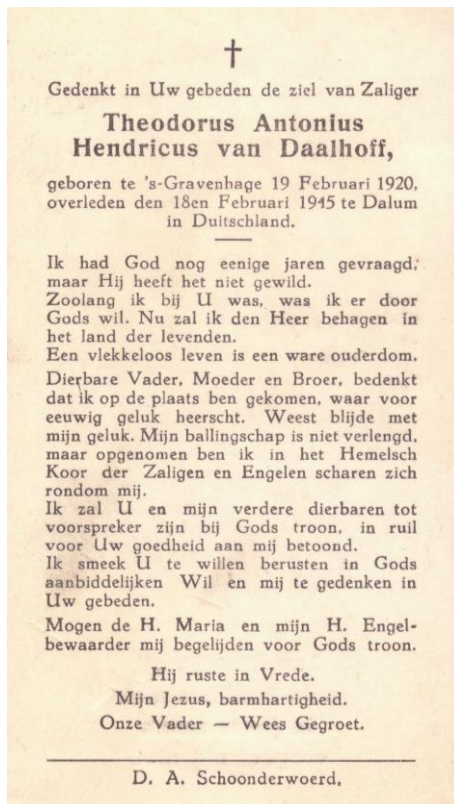 Gedenkt in Uw gebeden de ziel van Zaliger
Theodorus Antonius
Hendricus van Daalhoff,
geboren te 's-Gravenhage 19 Februari 1920,
overleden den 18en Februari 1945 te Dalum
in Duitschland.
Ik had God nog eenige jaren gevraagd,
maar Hij heeft het niet gewild.
Zoolang ik bij U was, was ik er door
Gods wil. Nu zal ik den Heer behagen in
het land der levenden.
Een vlekkeloos leven is een ware ouderdom.
Dierbare Vader, Moeder en Broer, bedenkt
dat ik op de plaats ben gekomen, waar voor
eeuwig geluk heerscht. Weest blijde met
mijn geluk. Mijn ballingschap is niet verlengd,
maar opgenomen ben ik in het Hemelsch
Koor der Zaligen en Engelen scharen zich
rondom mij.
Ik zal U en mijn verdere dierbaren tot
voorspreker zijn bij Gods troon, in ruil
voor Uw goedheid aan mij betoond.
Ik smeek U te willen berusten in Gods
aanbiddelijken Wil en mij te gedenken in
Uw gebeden.
Mogen de H. Maria en mijn H. Engel-
bewaarder mij begelijden voor Gods troon.
Hij ruste in Vrede.
Mijn Jezus, barmhartigheid.
Onze Vader — Wees Gegroet.
D. A. Schoonderwoerd,